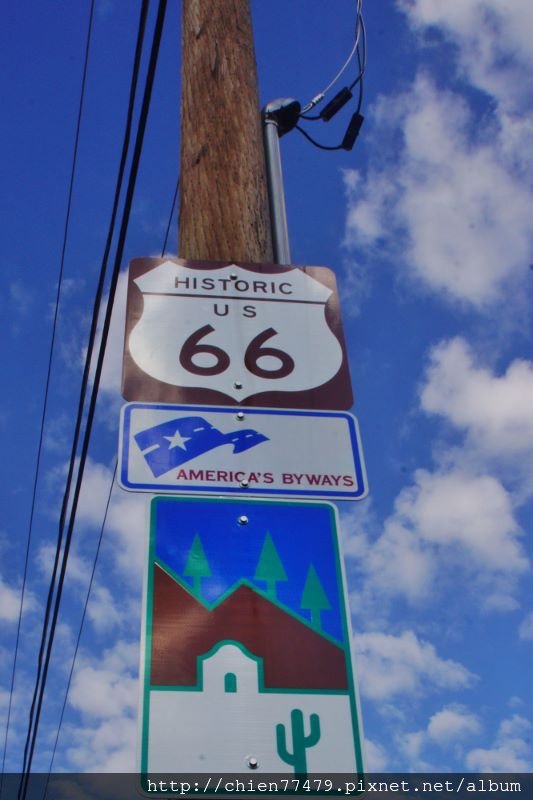 HISTORIC
US
66
AMERICA'S BYWAYS
http://chien77479.pixnet.net/album